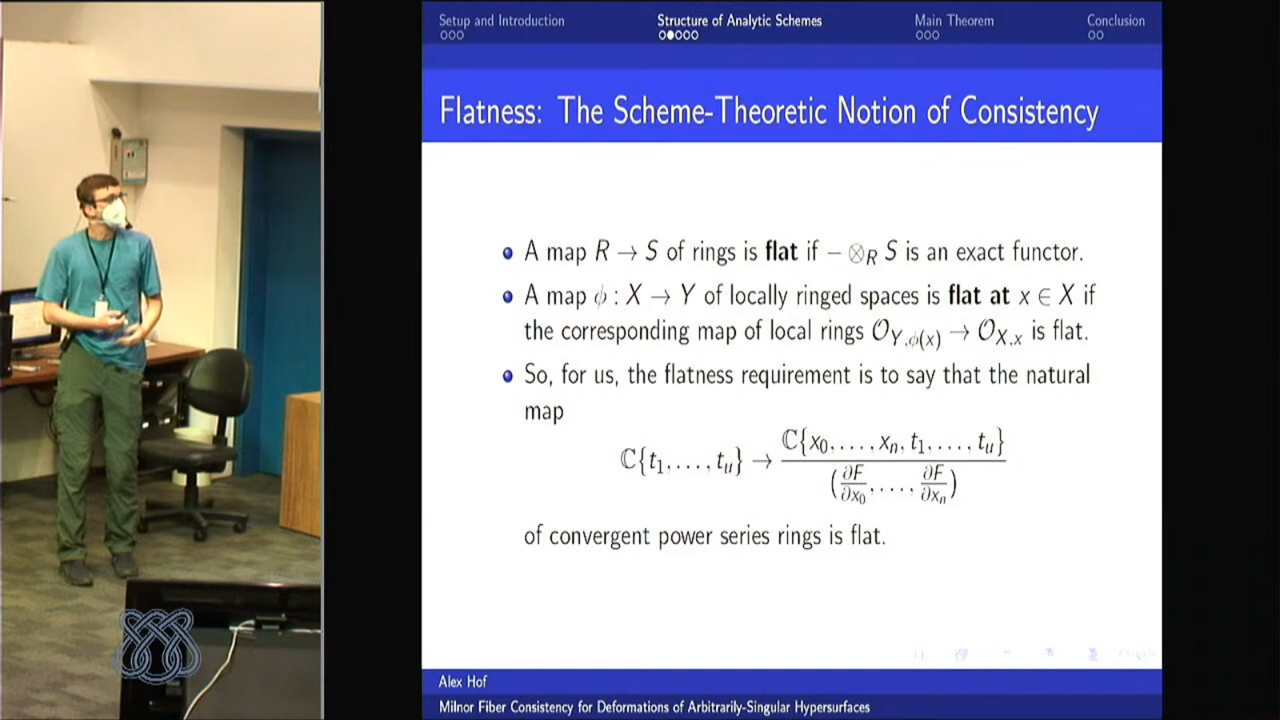 Setup and Introduction
Structure of Analytic Schemes
Main Theorem
Conclusion
Flatness: The Scheme-Theoretic Notion of Consistency
A map R → S of rings is flat if − ⊗_R S is an exact functor.
A map ϕ : X → Y of locally ringed spaces is flat at x ∈ X if
the corresponding map of local rings 𝒪_{Y,ϕ(x)} → 𝒪_{X,x} is flat.
So, for us, the flatness requirement is to say that the natural
map
ℂ{t₁, . . . , t_u} → ℂ{x₀, . . . , x_n, t₁, . . . , t_u} / (∂F/∂x₀, . . . , ∂F/∂x_n)
of convergent power series rings is flat.
Alex Hof
Milnor Fiber Consistency for Deformations of Arbitrarily-Singular Hypersurfaces